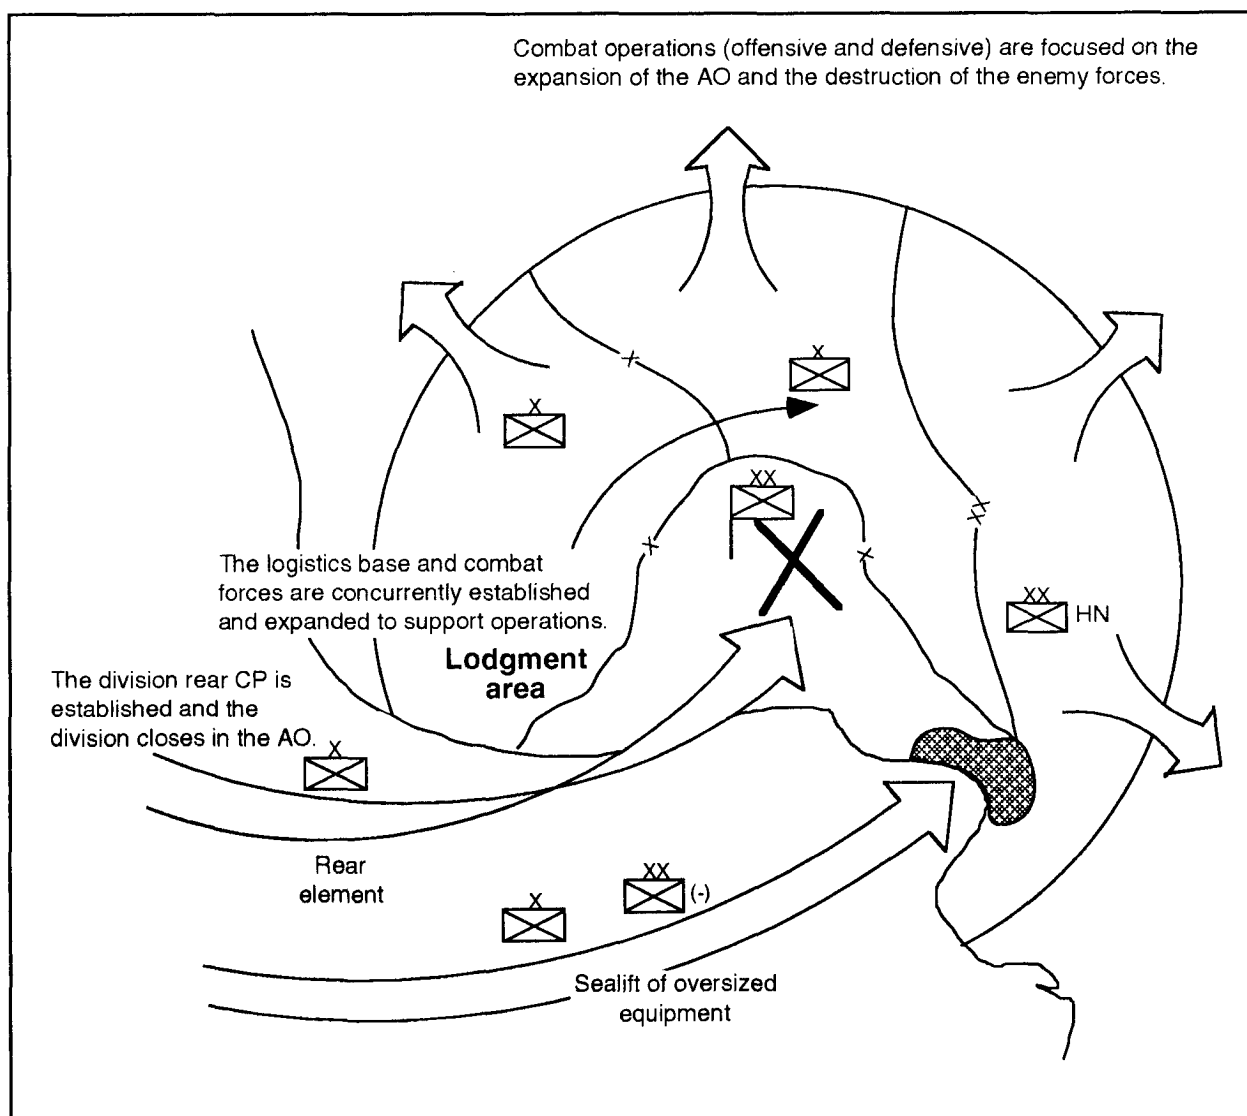 Combat operations (offensive and defensive) are focused on the
expansion of the AO and the destruction of the enemy forces.
X
X
X
XX
X
XX
X
X
The logistics base and combat
forces are concurrently established
and expanded to support operations.
XX
HN
Lodgment
area
The division rear CP is
established and the
division closes in the AO.
X
Rear
element
XX
(-)
X
Sealift of oversized
equipment